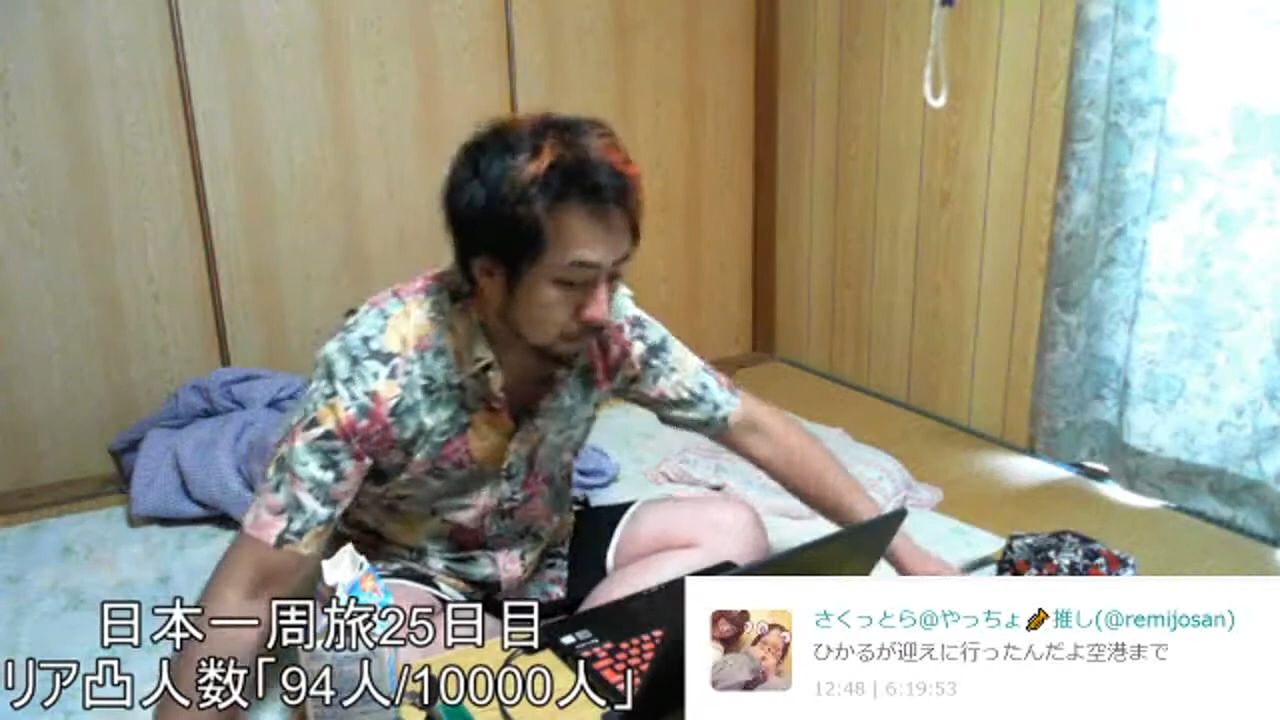 日本一周旅25日目
リア凸人数「94人/10000人」
さくっとら@やっちょ🎺推し(@remijosan)
ひかるが迎えに行ったんだよ空港まで
12:48 | 6:19:53